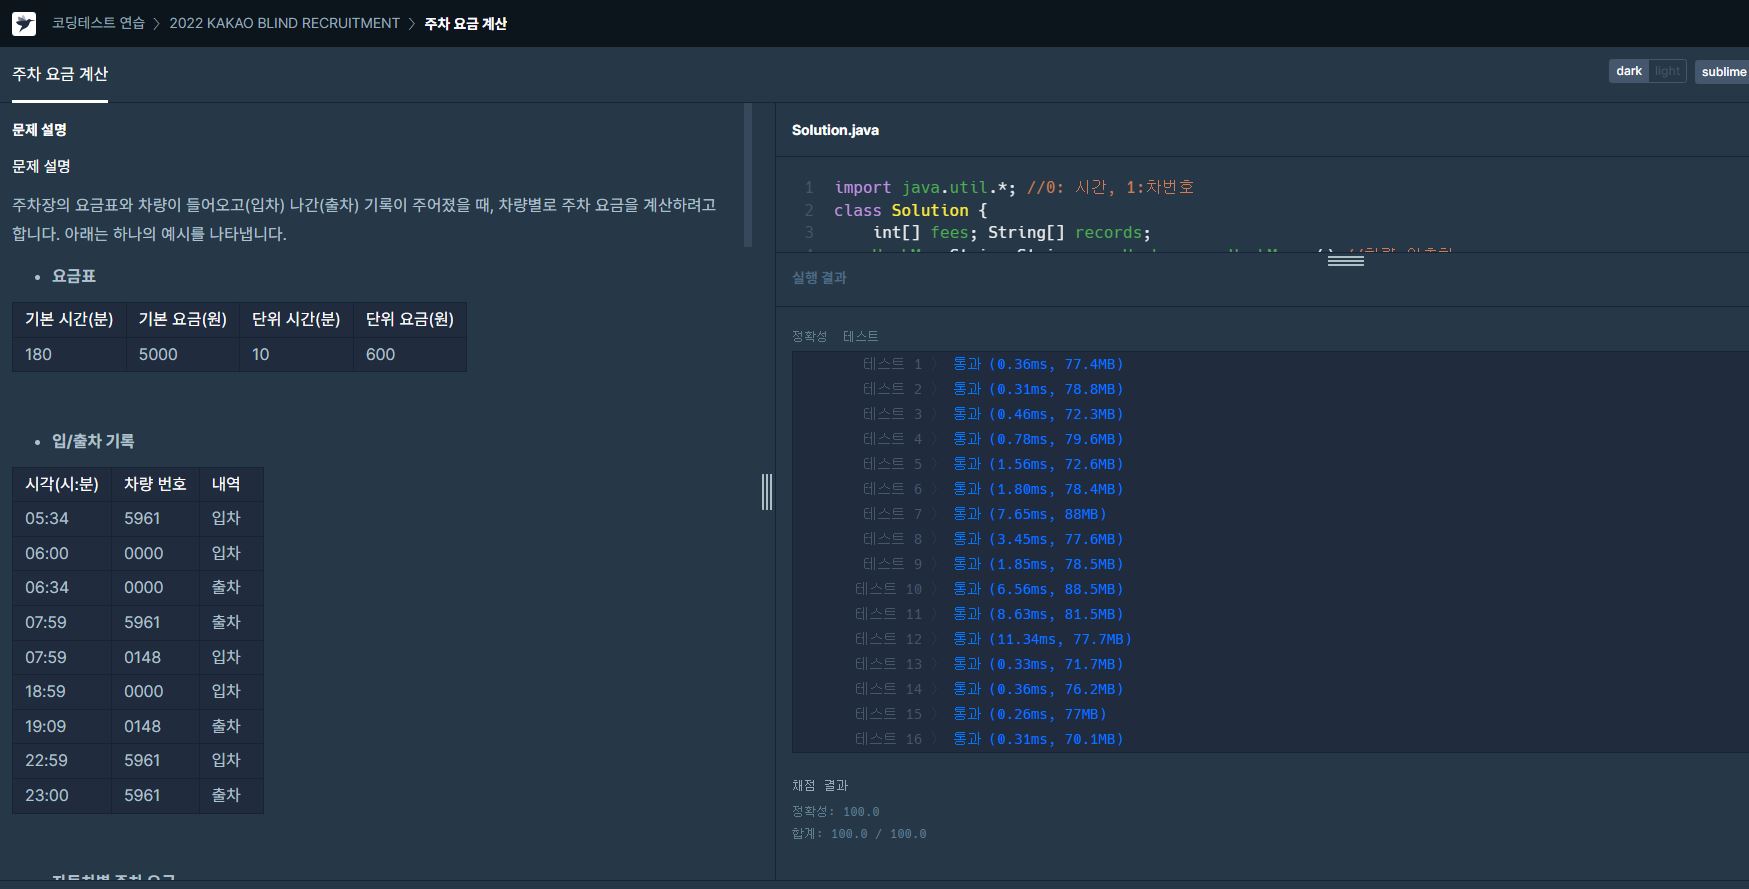 코딩테스트 연습 〉 2022 KAKAO BLIND RECRUITMENT 〉 주차 요금 계산
주차 요금 계산
dark light sublime
문제 설명
문제 설명
주차장의 요금표와 차량이 들어오고(입차) 나간(출차) 기록이 주어졌을 때, 차량별로 주차 요금을 계산하려고
합니다. 아래는 하나의 예시를 나타냅니다.
• 요금표
기본 시간(분) 기본 요금(원) 단위 시간(분) 단위 요금(원)
180 5000 10 600
• 입/출차 기록
시각(시:분) 차량 번호 내역
05:34 5961 입차
06:00 0000 입차
06:34 0000 출차
07:59 5961 출차
07:59 0148 입차
18:59 0000 입차
19:09 0148 출차
22:59 5961 입차
23:00 5961 출차
Solution.java
1 import java.util.*; //0: 시간, 1:차번호
2 class Solution {
3 int[] fees; String[] records;
실행 결과
정확성 테스트
테스트 1 〉 통과 (0.36ms, 77.4MB)
테스트 2 〉 통과 (0.31ms, 78.8MB)
테스트 3 〉 통과 (0.46ms, 72.3MB)
테스트 4 〉 통과 (0.78ms, 79.6MB)
테스트 5 〉 통과 (1.56ms, 72.6MB)
테스트 6 〉 통과 (1.80ms, 78.4MB)
테스트 7 〉 통과 (7.65ms, 88MB)
테스트 8 〉 통과 (3.45ms, 77.6MB)
테스트 9 〉 통과 (1.85ms, 78.5MB)
테스트 10 〉 통과 (6.56ms, 88.5MB)
테스트 11 〉 통과 (8.63ms, 81.5MB)
테스트 12 〉 통과 (11.34ms, 77.7MB)
테스트 13 〉 통과 (0.33ms, 71.7MB)
테스트 14 〉 통과 (0.36ms, 76.2MB)
테스트 15 〉 통과 (0.26ms, 77MB)
테스트 16 〉 통과 (0.31ms, 70.1MB)
채점 결과
정확성: 100.0
합계: 100.0 / 100.0